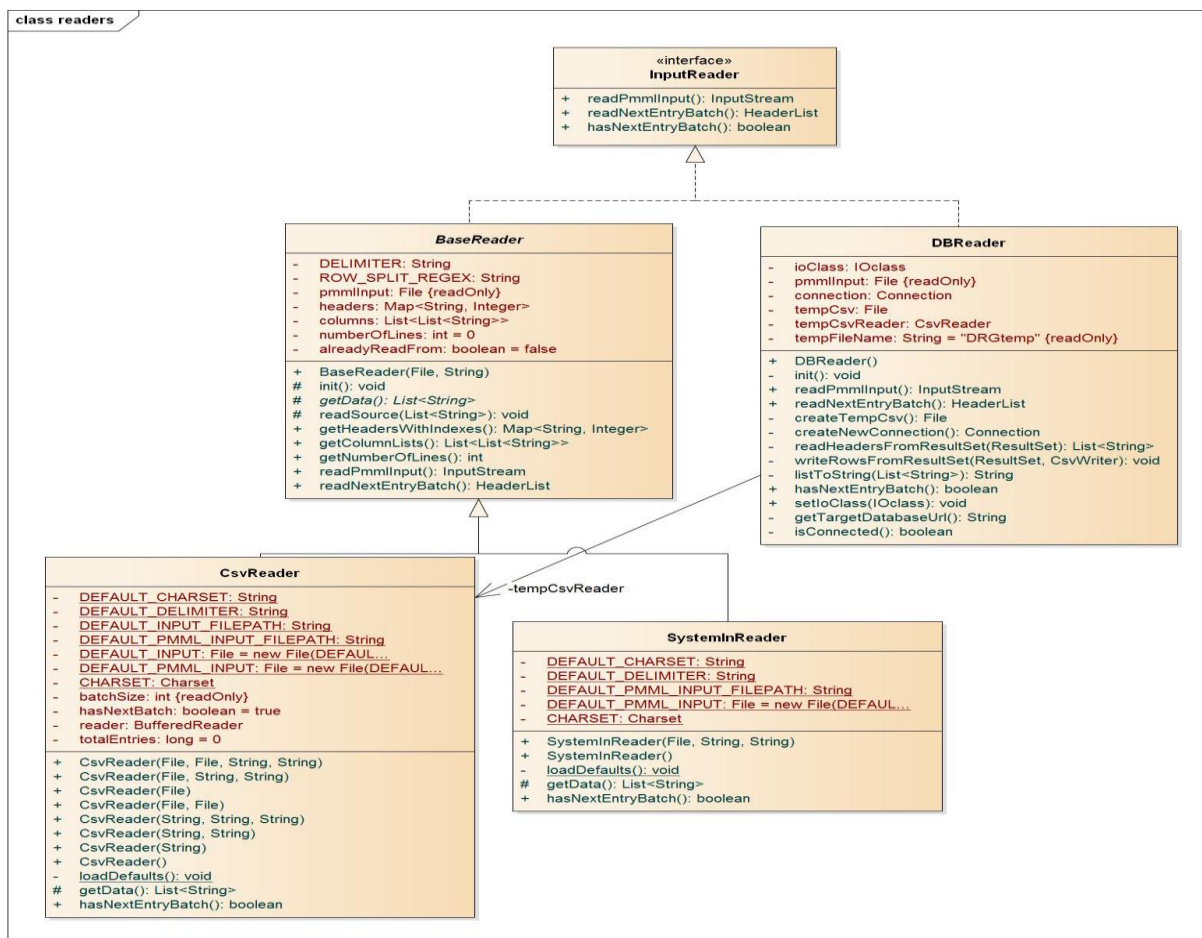 class readers
«interface»
InputReader
+ readPmmlInput(): InputStream
+ readNextEntryBatch(): HeaderList
+ hasNextEntryBatch(): boolean
BaseReader
- DELIMITER: String
- ROW_SPLIT_REGEX: String
- pmmlInput: File {readOnly}
- headers: Map<String, Integer>
- columns: List<List<String>>
- numberOfLines: int = 0
- alreadyReadFrom: boolean = false
+ BaseReader(File, String)
# init(): void
# getData(): List<String>
# readSource(List<String>): void
+ getHeadersWithIndexes(): Map<String, Integer>
+ getColumnLists(): List<List<String>>
+ getNumberOfLines(): int
+ readPmmlInput(): InputStream
+ readNextEntryBatch(): HeaderList
DBReader
- ioClass: IOclass
- pmmlInput: File {readOnly}
- connection: Connection
- tempCsv: File
- tempCsvReader: CsvReader
- tempFileName: String = "DRGtemp" {readOnly}
+ DBReader()
- init(): void
+ readPmmlInput(): InputStream
+ readNextEntryBatch(): HeaderList
- createTempCsv(): File
- createNewConnection(): Connection
- readHeadersFromResultSet(ResultSet): List<String>
- writeRowsFromResultSet(ResultSet, CsvWriter): void
- listToString(List<String>): String
+ hasNextEntryBatch(): boolean
+ setIoClass(IOclass): void
- getTargetDatabaseUrl(): String
- isConnected(): boolean
CsvReader
- DEFAULT_CHARSET: String
- DEFAULT_DELIMITER: String
- DEFAULT_INPUT_FILEPATH: String
- DEFAULT_PMML_INPUT_FILEPATH: String
- DEFAULT_INPUT: File = new File(DEFAUL...
- DEFAULT_PMML_INPUT: File = new File(DEFAUL...
- CHARSET: Charset
- batchSize: int {readOnly}
- hasNextBatch: boolean = true
- reader: BufferedReader
- totalEntries: long = 0
+ CsvReader(File, File, String, String)
+ CsvReader(File, String, String)
+ CsvReader(File)
+ CsvReader(File, File)
+ CsvReader(String, String, String)
+ CsvReader(String, String)
+ CsvReader(String)
+ CsvReader()
- loadDefaults(): void
# getData(): List<String>
+ hasNextEntryBatch(): boolean
-tempCsvReader
SystemInReader
- DEFAULT_CHARSET: String
- DEFAULT_DELIMITER: String
- DEFAULT_PMML_INPUT_FILEPATH: String
- DEFAULT_PMML_INPUT: File = new File(DEFAUL...
- CHARSET: Charset
+ SystemInReader(File, String, String)
+ SystemInReader()
- loadDefaults(): void
# getData(): List<String>
+ hasNextEntryBatch(): boolean